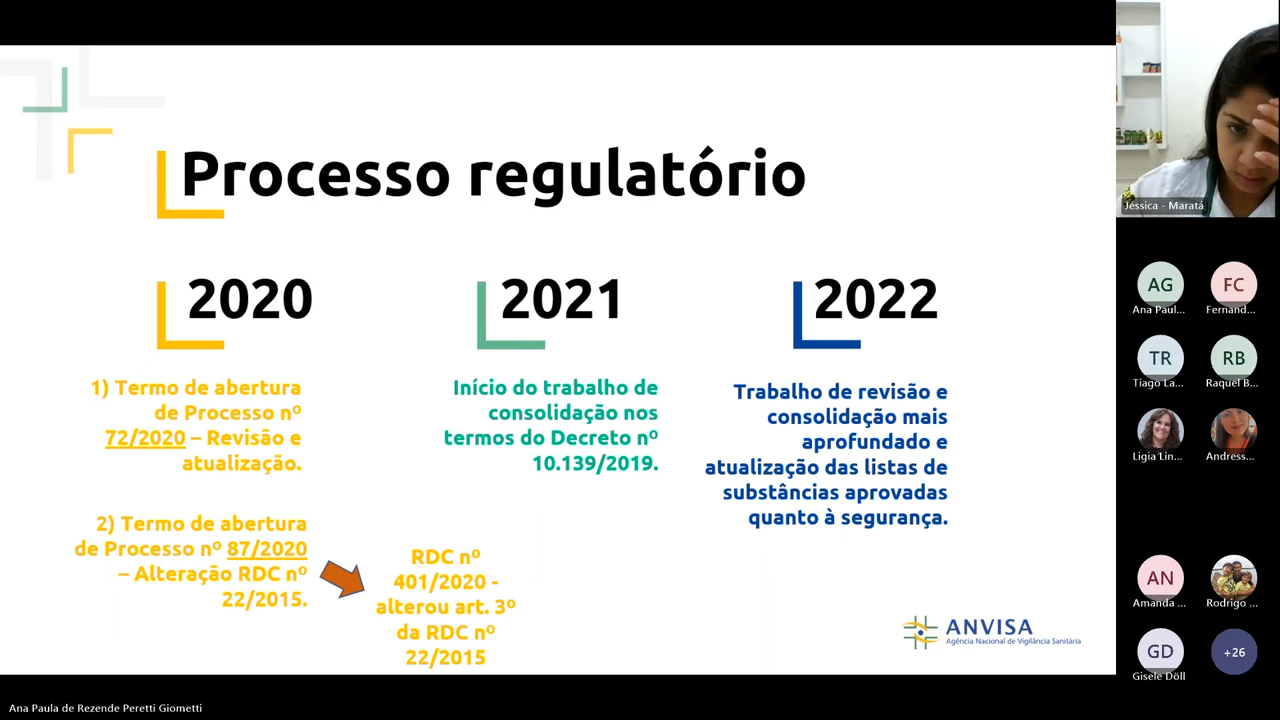 Processo regulatório
2020
1) Termo de abertura
de Processo nº
72/2020 – Revisão e
atualização.
2) Termo de abertura
de Processo nº 87/2020
– Alteração RDC nº
22/2015.
RDC nº
401/2020 -
alterou art. 3º
da RDC nº
22/2015
2021
Início do trabalho de
consolidação nos
termos do Decreto nº
10.139/2019.
2022
Trabalho de revisão e
consolidação mais
aprofundado e
atualização das listas de
substâncias aprovadas
quanto à segurança.
ANVISA
Agência Nacional de Vigilância Sanitária
Jéssica - Maratá
AG
Ana Paul...
FC
Fernand...
TR
Tiago La...
RB
Raquel B...
Ligia Lin...
Andress...
AN
Amanda ...
Rodrigo ...
GD
Gisele Döll
+26
Ana Paula de Rezende Peretti Giometti